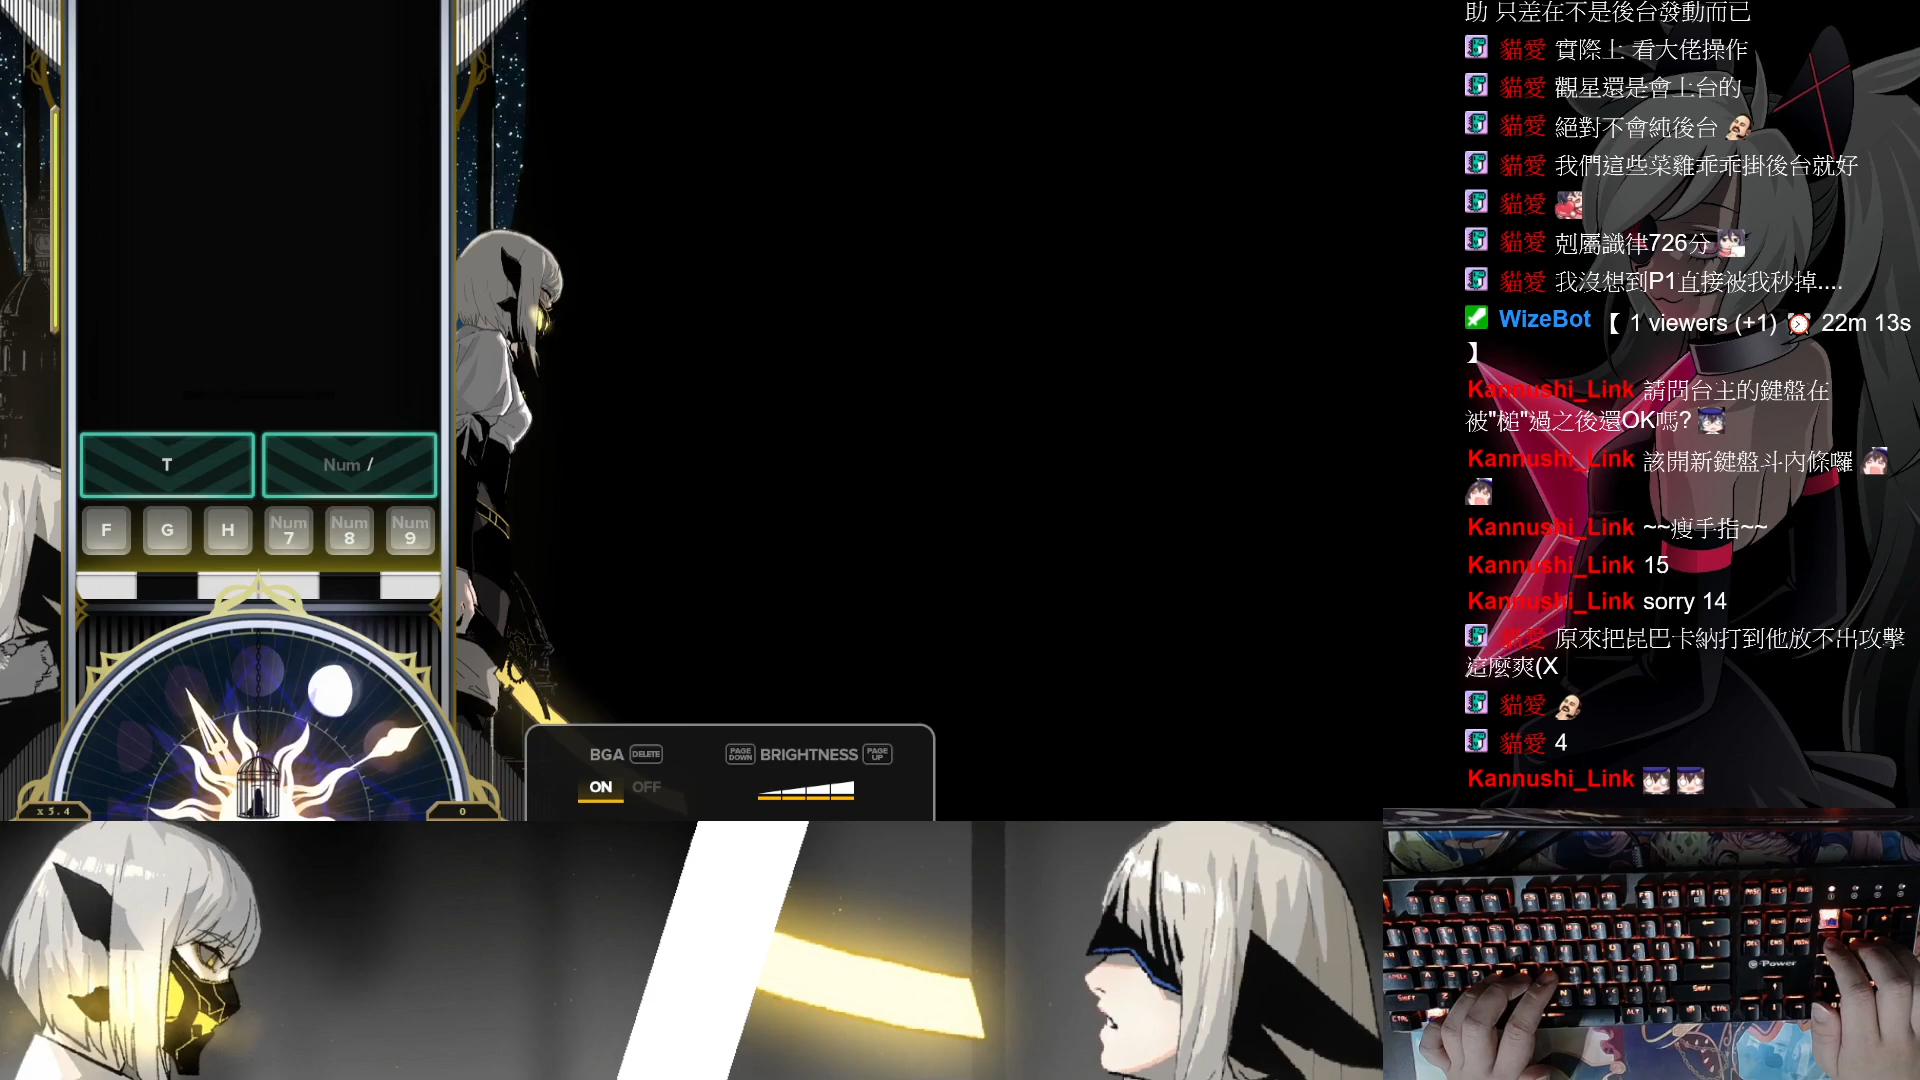 助 只差在不是後台發動而已
貓愛 實際上 看大佬操作
貓愛 觀星還是會上台的
貓愛 絕對不會純後台
貓愛 我們這些菜雞乖乖掛後台就好
貓愛
貓愛 剋屬識律726分
貓愛 我沒想到P1直接被我秒掉....
WizeBot 【 1 viewers (+1) 22m 13s
】
Kannushi_Link 請問台主的鍵盤在
被"槌"過之後還OK嗎?
Kannushi_Link 該開新鍵盤斗內條囉
Kannushi_Link ~~瘦手指~~
Kannushi_Link 15
Kannushi_Link sorry 14
貓愛 原來把昆巴卡納打到他放不出攻擊
這麼爽(X
貓愛
貓愛 4
Kannushi_Link
T
Num /
F
G
H
Num 7
Num 8
Num 9
x5.4
0
BGA DELETE
PAGE DOWN BRIGHTNESS PAGE UP
ON OFF
Power